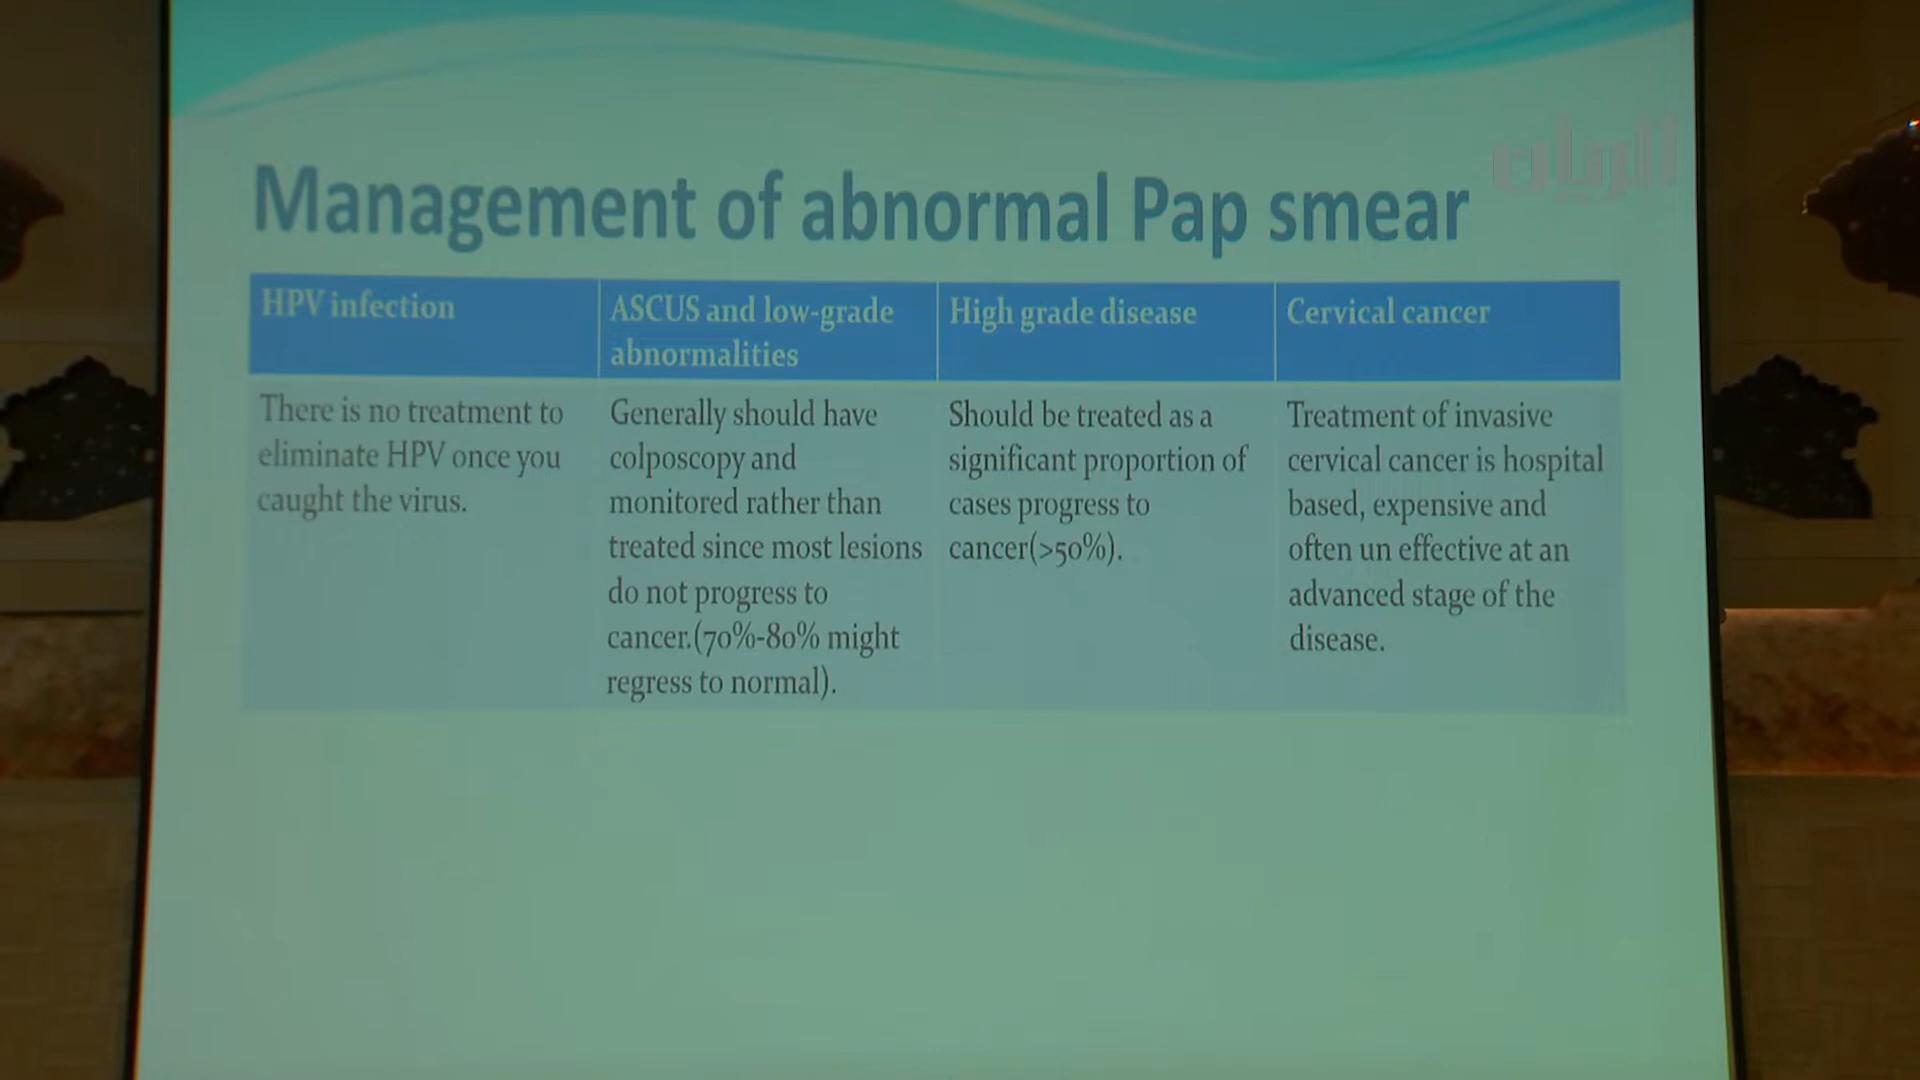 الريان
Management of abnormal Pap smear
HPV infection
There is no treatment to
eliminate HPV once you
caught the virus.
ASCUS and low-grade
abnormalities
Generally should have
colposcopy and
monitored rather than
treated since most lesions
do not progress to
cancer.(70%-80% might
regress to normal).
High grade disease
Should be treated as a
significant proportion of
cases progress to
cancer(>50%).
Cervical cancer
Treatment of invasive
cervical cancer is hospital
based, expensive and
often un effective at an
advanced stage of the
disease.